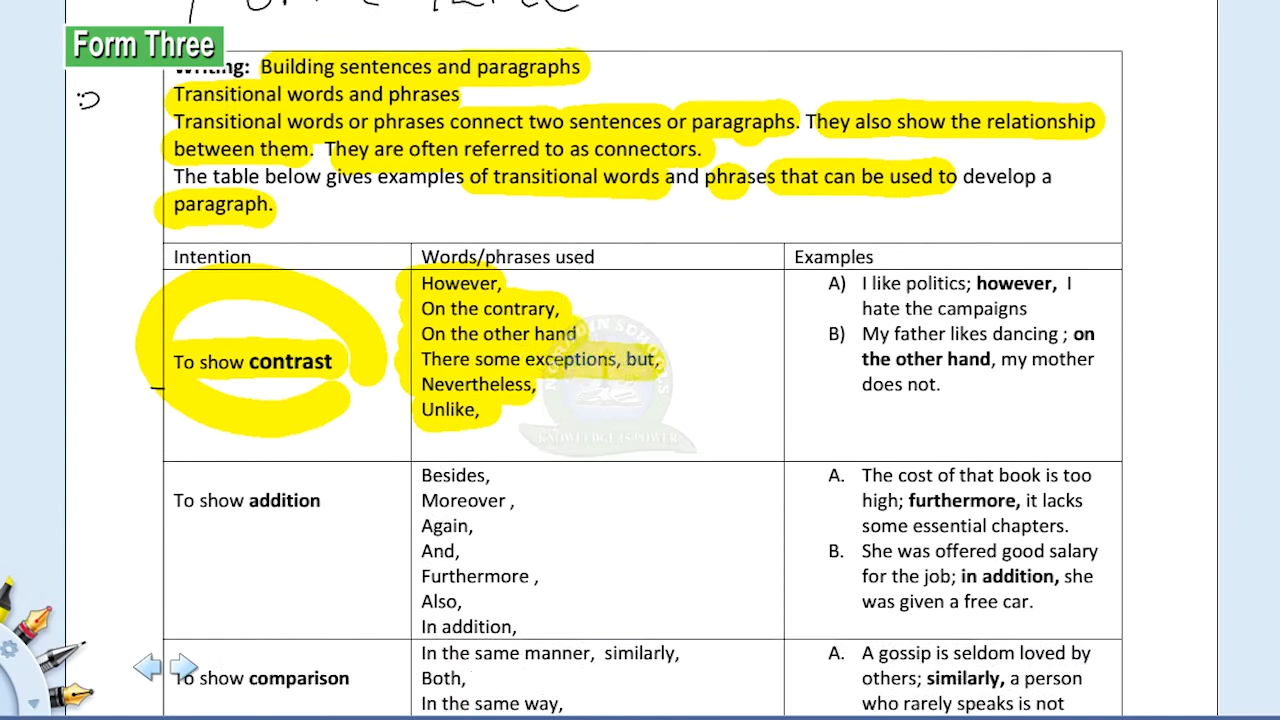 Form Three
Writing: Building sentences and paragraphs
Transitional words and phrases
Transitional words or phrases connect two sentences or paragraphs. They also show the relationship
between them. They are often referred to as connectors.
The table below gives examples of transitional words and phrases that can be used to develop a
paragraph.
Intention
Words/phrases used
Examples
To show contrast
However,
On the contrary,
On the other hand
There some exceptions, but,
Nevertheless,
Unlike,
A) I like politics; however, I
hate the campaigns
B) My father likes dancing ; on
the other hand, my mother
does not.
To show addition
Besides,
Moreover ,
Again,
And,
Furthermore ,
Also,
In addition,
A. The cost of that book is too
high; furthermore, it lacks
some essential chapters.
B. She was offered good salary
for the job; in addition, she
was given a free car.
To show comparison
In the same manner, similarly,
Both,
In the same way,
A. A gossip is seldom loved by
others; similarly, a person
who rarely speaks is not
KNOWLEDGE IS POWER